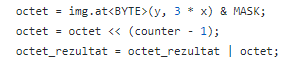 octet = img.at<BYTE>(y, 3 * x) & MASK;
octet = octet << (counter - 1);
octet_rezultat = octet_rezultat | octet;